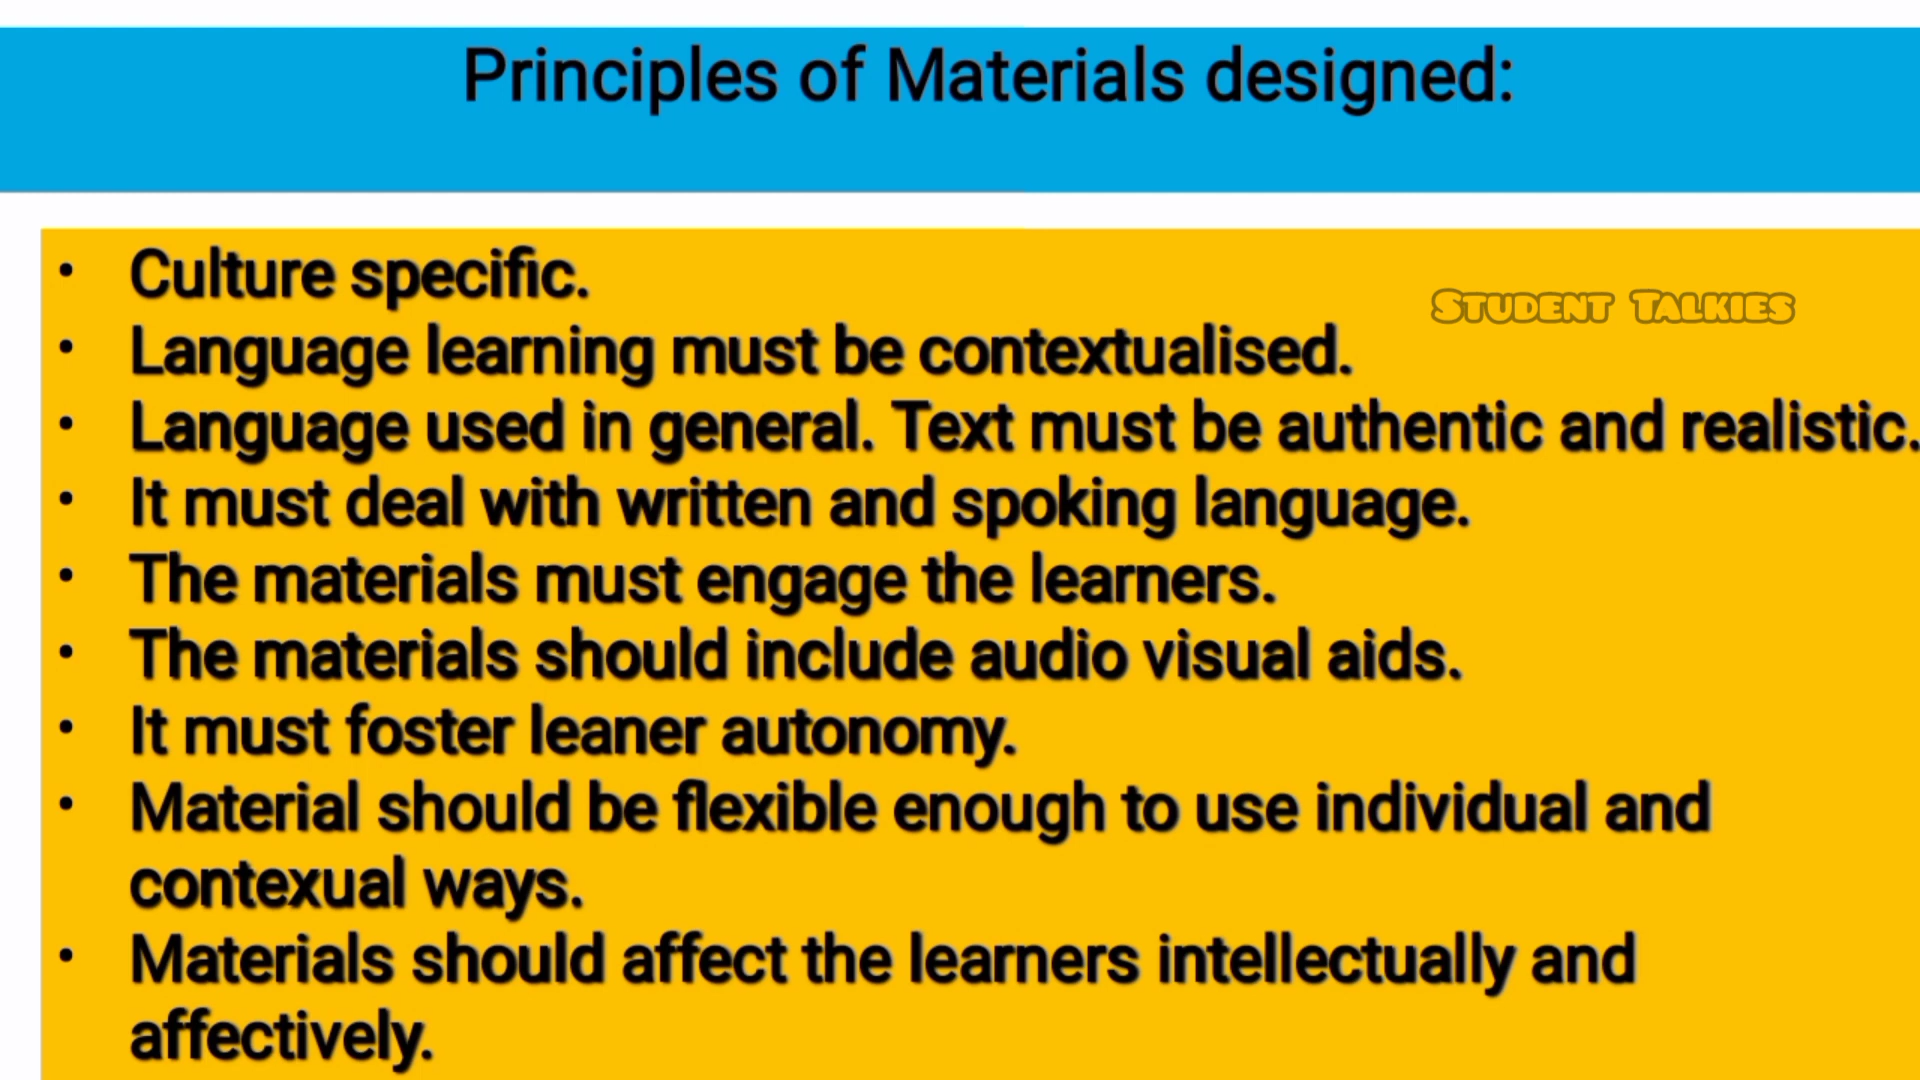 Principles of Materials designed:
• Culture specific.
STUDENT TALKIES
• Language learning must be contextualised.
• Language used in general. Text must be authentic and realistic.
• It must deal with written and spoking language.
• The materials must engage the learners.
• The materials should include audio visual aids.
• It must foster leaner autonomy.
• Material should be flexible enough to use individual and
contexual ways.
• Materials should affect the learners intellectually and
affectively.